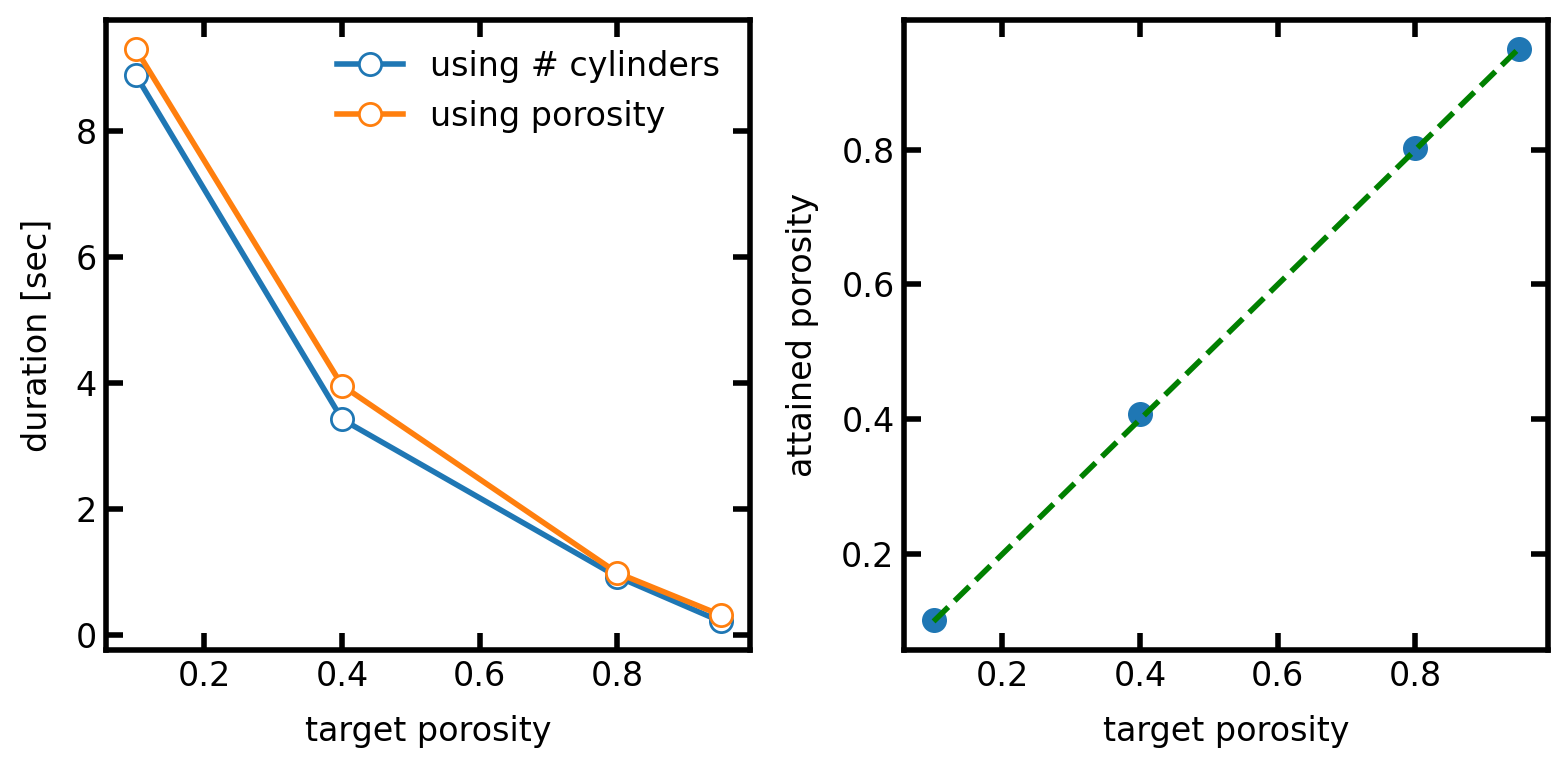 using # cylinders
using porosity
duration [sec]
8
6
4
2
0
0.2 0.4 0.6 0.8
target porosity
attained porosity
0.8
0.6
0.4
0.2
0.2 0.4 0.6 0.8
target porosity